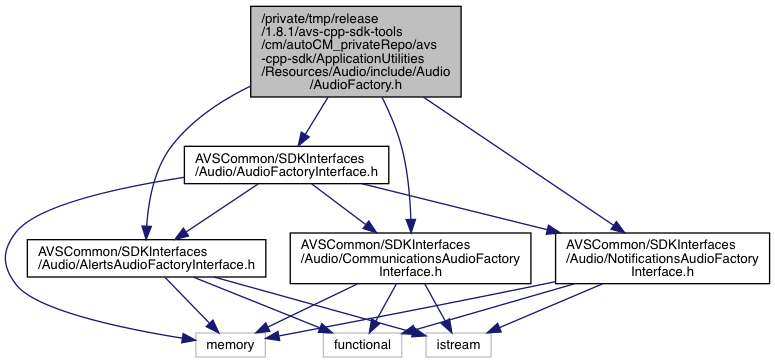 /private/tmp/release
/1.8.1/avs-cpp-sdk-tools
/cm/autoCM_privateRepo/avs
-cpp-sdk/ApplicationUtilities
/Resources/Audio/include/Audio
/AudioFactory.h
AVSCommon/SDKInterfaces
/Audio/AudioFactoryInterface.h
AVSCommon/SDKInterfaces
/Audio/AlertsAudioFactoryInterface.h
AVSCommon/SDKInterfaces
/Audio/CommunicationsAudioFactory
Interface.h
AVSCommon/SDKInterfaces
/Audio/NotificationsAudioFactory
Interface.h
memory
functional
istream